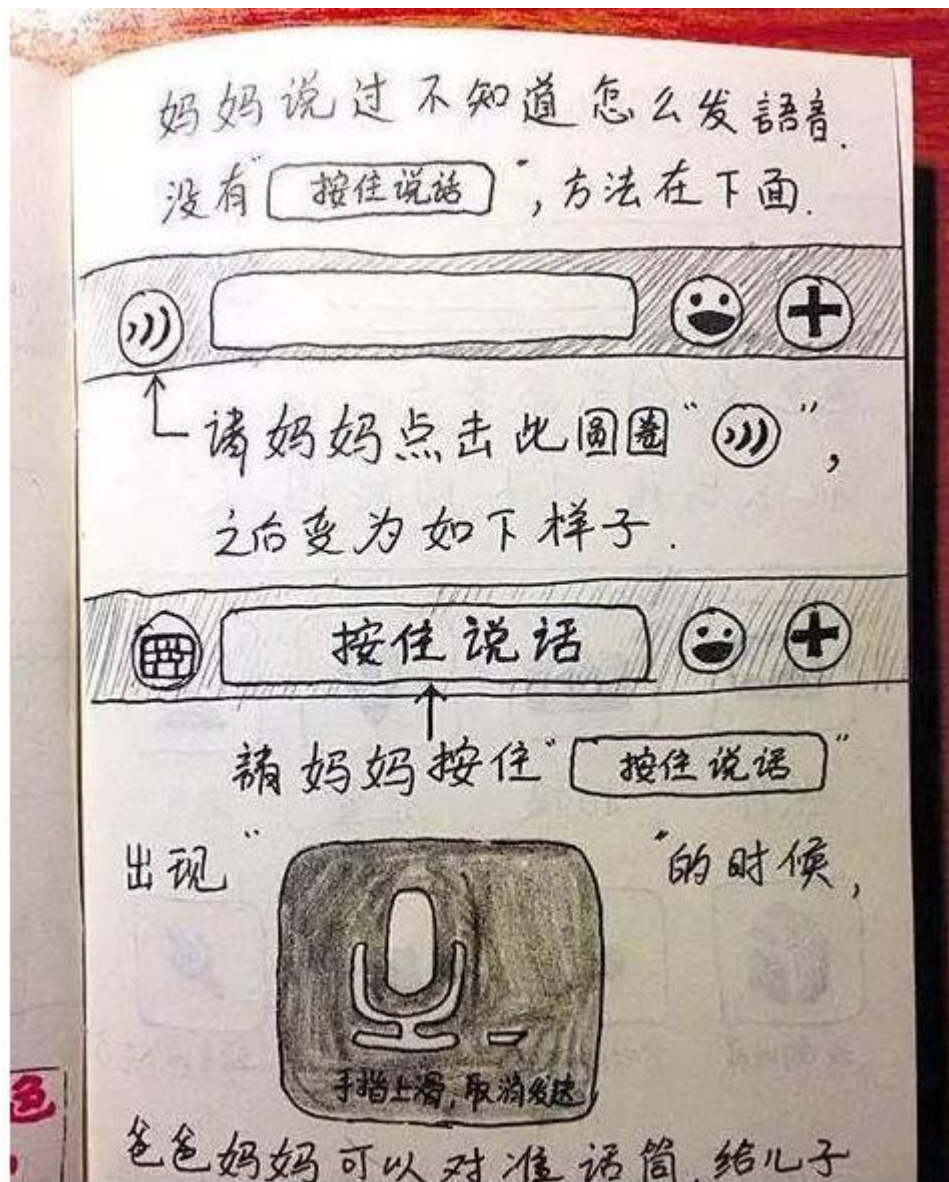 妈妈说过不知道怎么发語音.
没有“按住说话”,方法在下面.
请妈妈点击此圆圈“ ”,
之后变为如下样子.
按住说话
請妈妈按住“按住说话”
出现“ ”的时候,
手指上滑,取消发送
爸爸妈妈可以对准话筒,给儿子
色